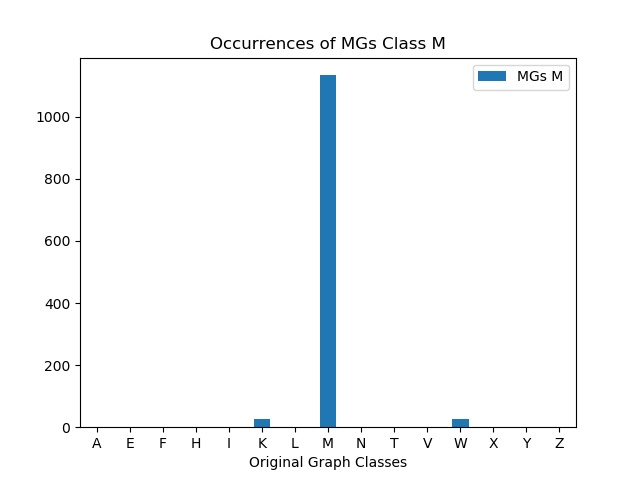 Occurrences of MGs Class M
MGs M
1000
800
600
400
200
0
A E F H I K L M N T V W X Y Z
Original Graph Classes